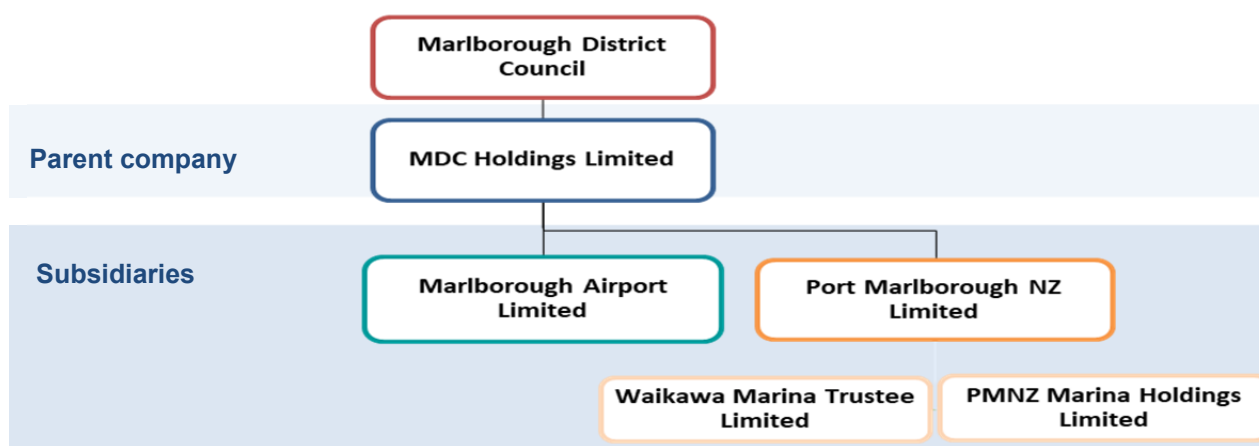 Marlborough District
Council
Parent company
MDC Holdings Limited
Subsidiaries
Marlborough Airport
Limited
Port Marlborough NZ
Limited
Waikawa Marina Trustee
Limited
PMNZ Marina Holdings
Limited